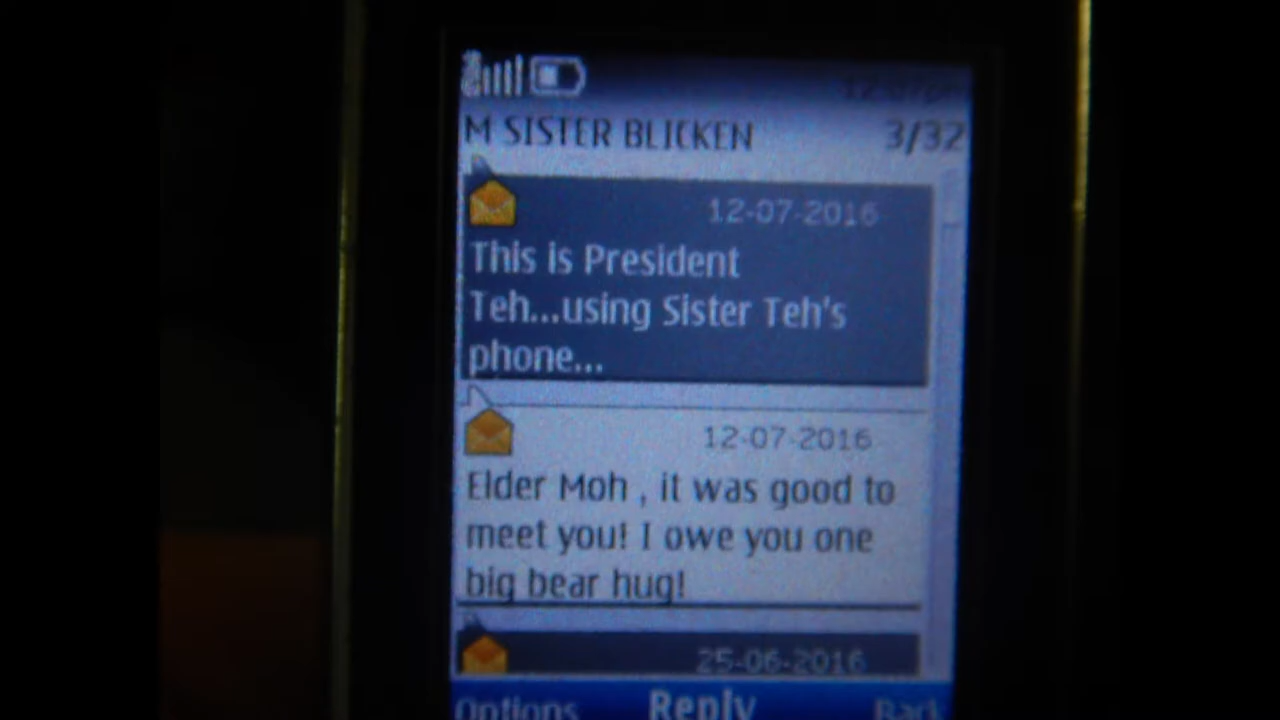 M SISTER BLICKEN 3/32
12-07-2016
This is President
Teh...using Sister Teh's
phone...
12-07-2016
Elder Moh , it was good to
meet you! I owe you one
big bear hug!
25-06-2016
Options Reply Back